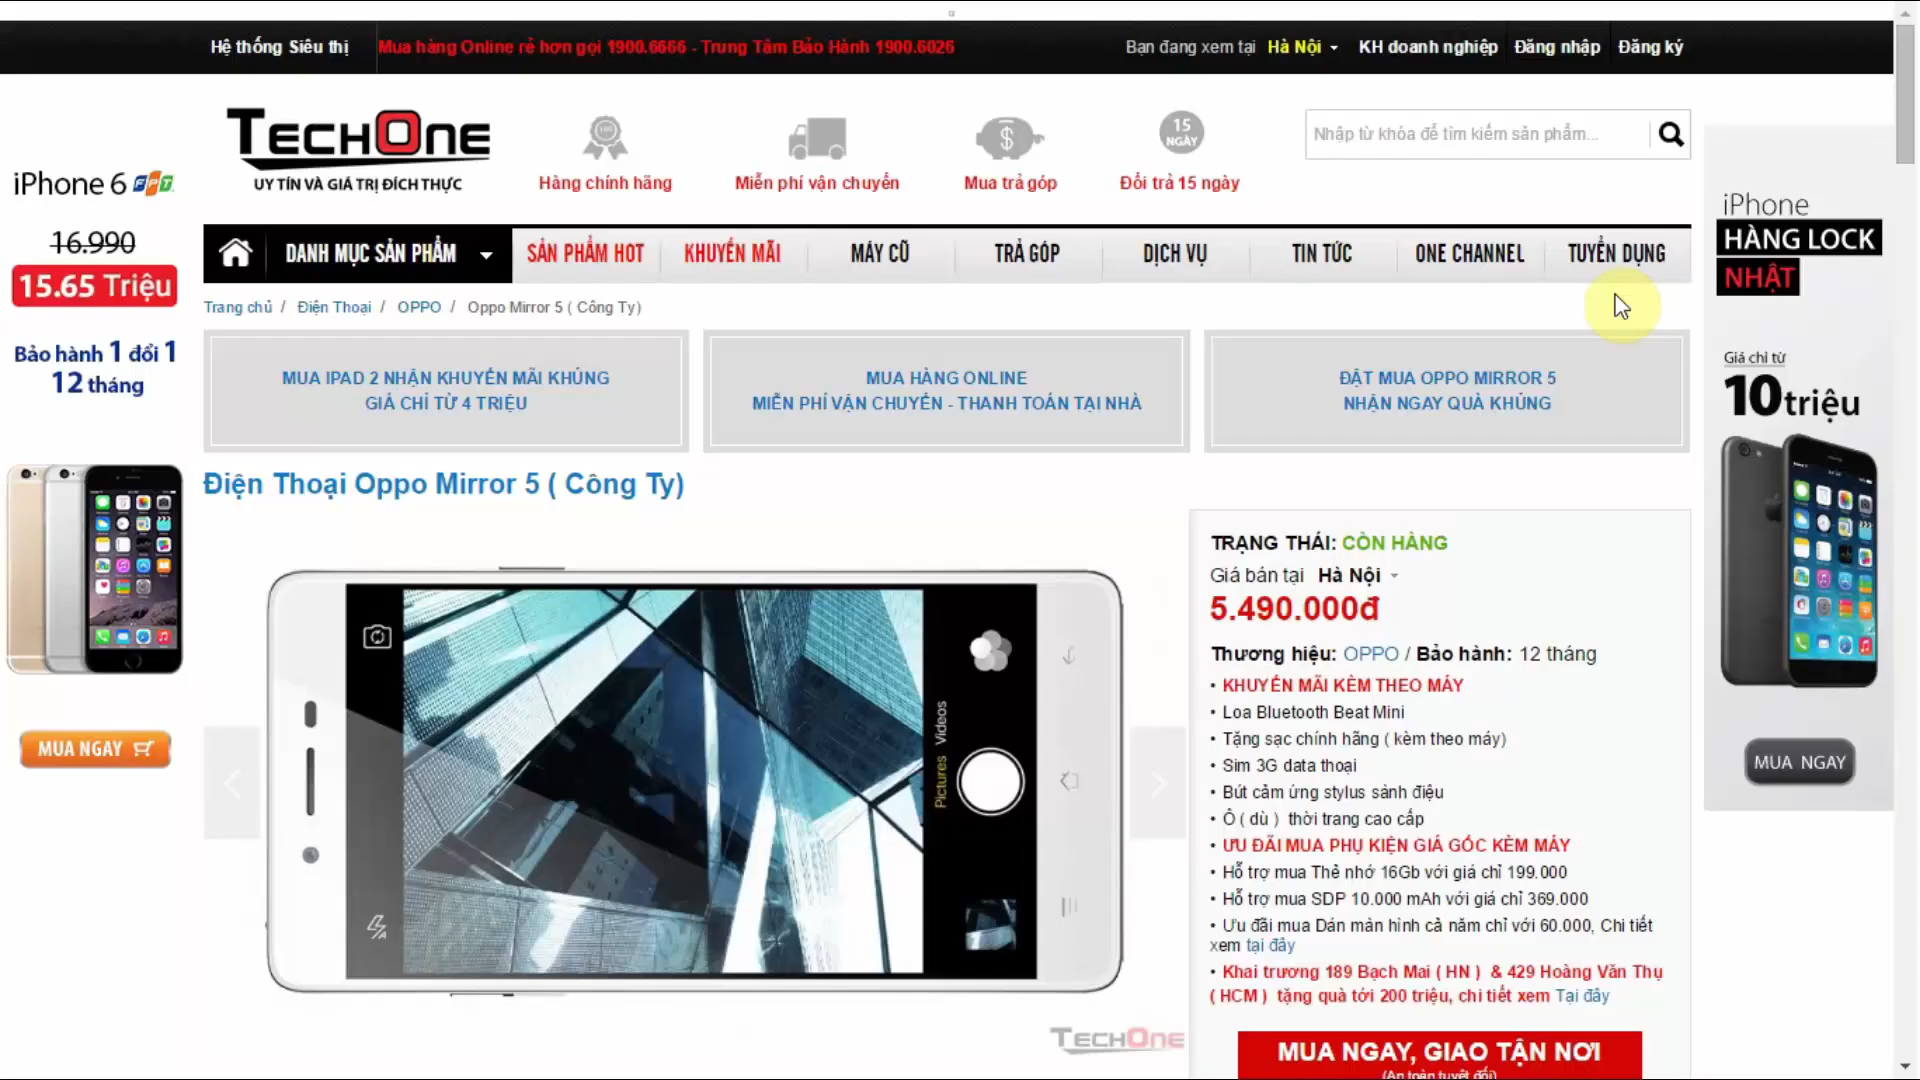 Hệ thống Siêu thị
Mua hàng Online rẻ hơn gọi 1900.6666 - Trung Tâm Bảo Hành 1900.6026
Bạn đang xem tại Hà Nội
KH doanh nghiệp
Đăng nhập
Đăng ký
TECHONE
UY TÍN VÀ GIÁ TRỊ ĐÍCH THỰC
100
Hàng chính hãng
Miễn phí vận chuyển
Mua trả góp
15
NGÀY
Đổi trả 15 ngày
Nhập từ khóa để tìm kiếm sản phẩm...
DANH MỤC SẢN PHẨM
SẢN PHẨM HOT
KHUYẾN MÃI
MÁY CŨ
TRẢ GÓP
DỊCH VỤ
TIN TỨC
ONE CHANNEL
TUYỂN DỤNG
Trang chủ / Điện Thoại / OPPO / Oppo Mirror 5 ( Công Ty)
iPhone 6 FPT
16.990
15.65 Triệu
Bảo hành 1 đổi 1
12 tháng
MUA NGAY
MUA IPAD 2 NHẬN KHUYẾN MÃI KHỦNG
GIÁ CHỈ TỪ 4 TRIỆU
MUA HÀNG ONLINE
MIỄN PHÍ VẬN CHUYỂN - THANH TOÁN TẠI NHÀ
ĐẶT MUA OPPO MIRROR 5
NHẬN NGAY QUÀ KHỦNG
Điện Thoại Oppo Mirror 5 ( Công Ty)
Pictures Videos
TECHONE
TRẠNG THÁI: CÒN HÀNG
Giá bán tại Hà Nội
5.490.000đ
Thương hiệu: OPPO / Bảo hành: 12 tháng
• KHUYẾN MÃI KÈM THEO MÁY
• Loa Bluetooth Beat Mini
• Tặng sạc chính hãng ( kèm theo máy)
• Sim 3G data thoại
• Bút cảm ứng stylus sành điệu
• Ô ( dù ) thời trang cao cấp
• ƯU ĐÃI MUA PHỤ KIỆN GIÁ GỐC KÈM MÁY
• Hỗ trợ mua Thẻ nhớ 16Gb với giá chỉ 199.000
• Hỗ trợ mua SDP 10.000 mAh với giá chỉ 369.000
• Ưu đãi mua Dán màn hình cả năm chỉ với 60.000, Chi tiết
xem tại đây
• Khai trương 189 Bạch Mai ( HN ) & 429 Hoàng Văn Thụ
( HCM ) tặng quà tới 200 triệu, chi tiết xem Tại đây
MUA NGAY, GIAO TẬN NƠI
(An toàn tuyệt đối)
iPhone
HÀNG LOCK
NHẬT
Giá chỉ từ
10triệu
MUA NGAY